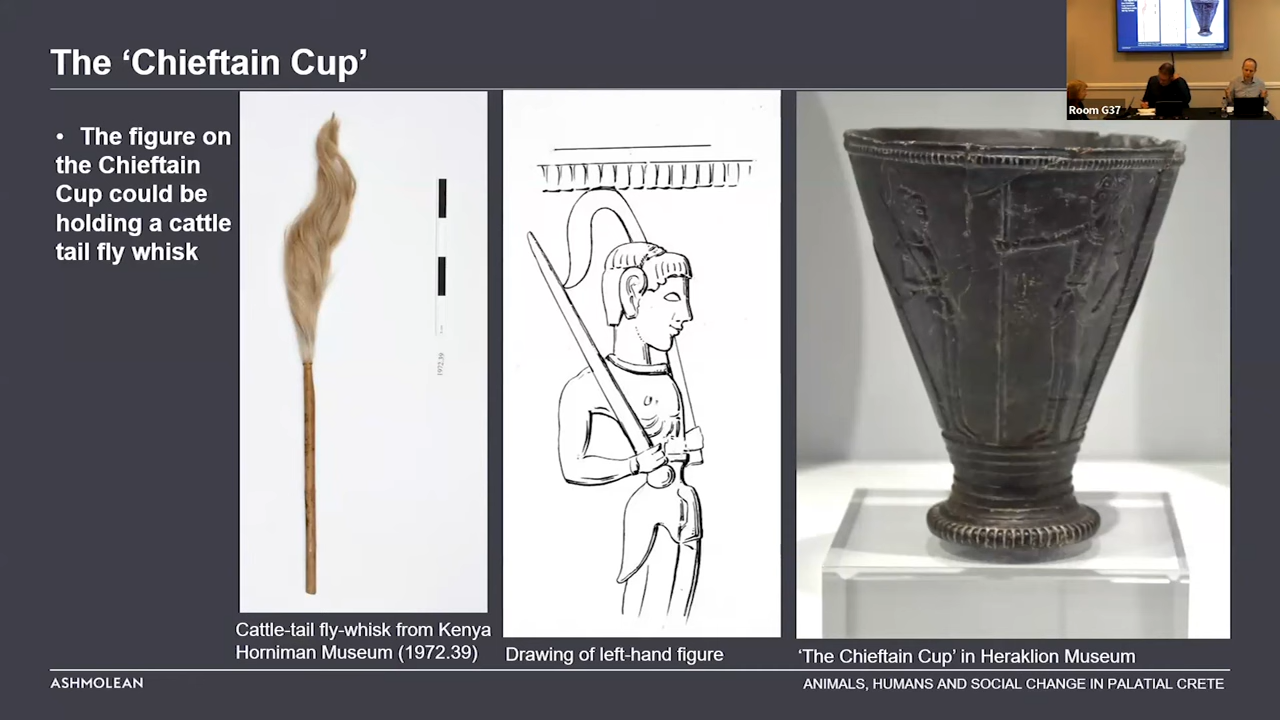 The ‘Chieftain Cup’
• The figure on
the Chieftain
Cup could be
holding a cattle
tail fly whisk
1972.39
Cattle-tail fly-whisk from Kenya
Horniman Museum (1972.39)
Drawing of left-hand figure
‘The Chieftain Cup’ in Heraklion Museum
Room G37
ASHMOLEAN
ANIMALS, HUMANS AND SOCIAL CHANGE IN PALATIAL CRETE